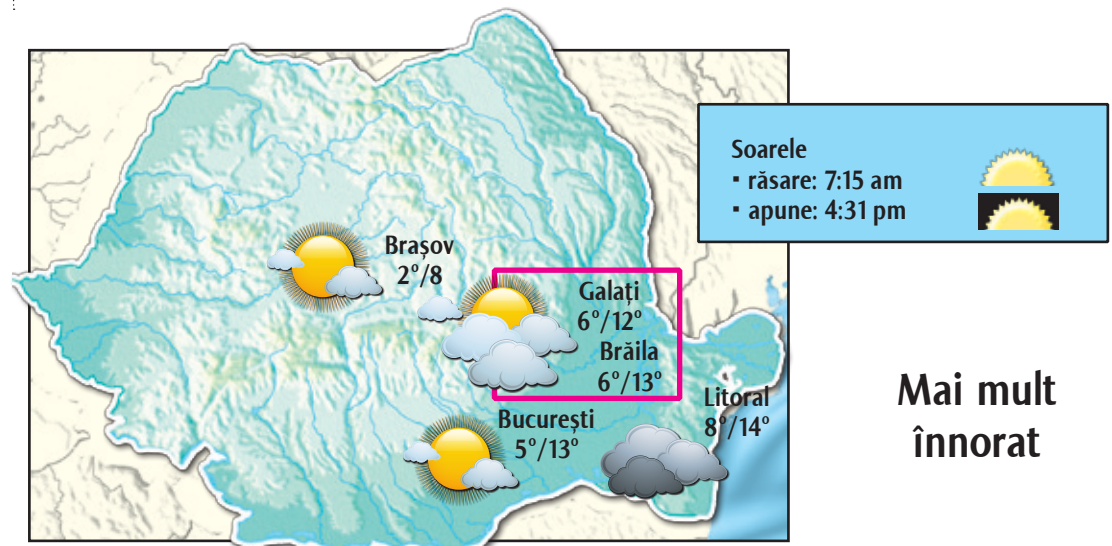 Soarele
▪ răsare: 7:15 am
▪ apune: 4:31 pm
Brașov
2°/8
Galați
6°/12°
Brăila
6°/13°
Litoral
8°/14°
București
5°/13°
Mai mult
înnorat